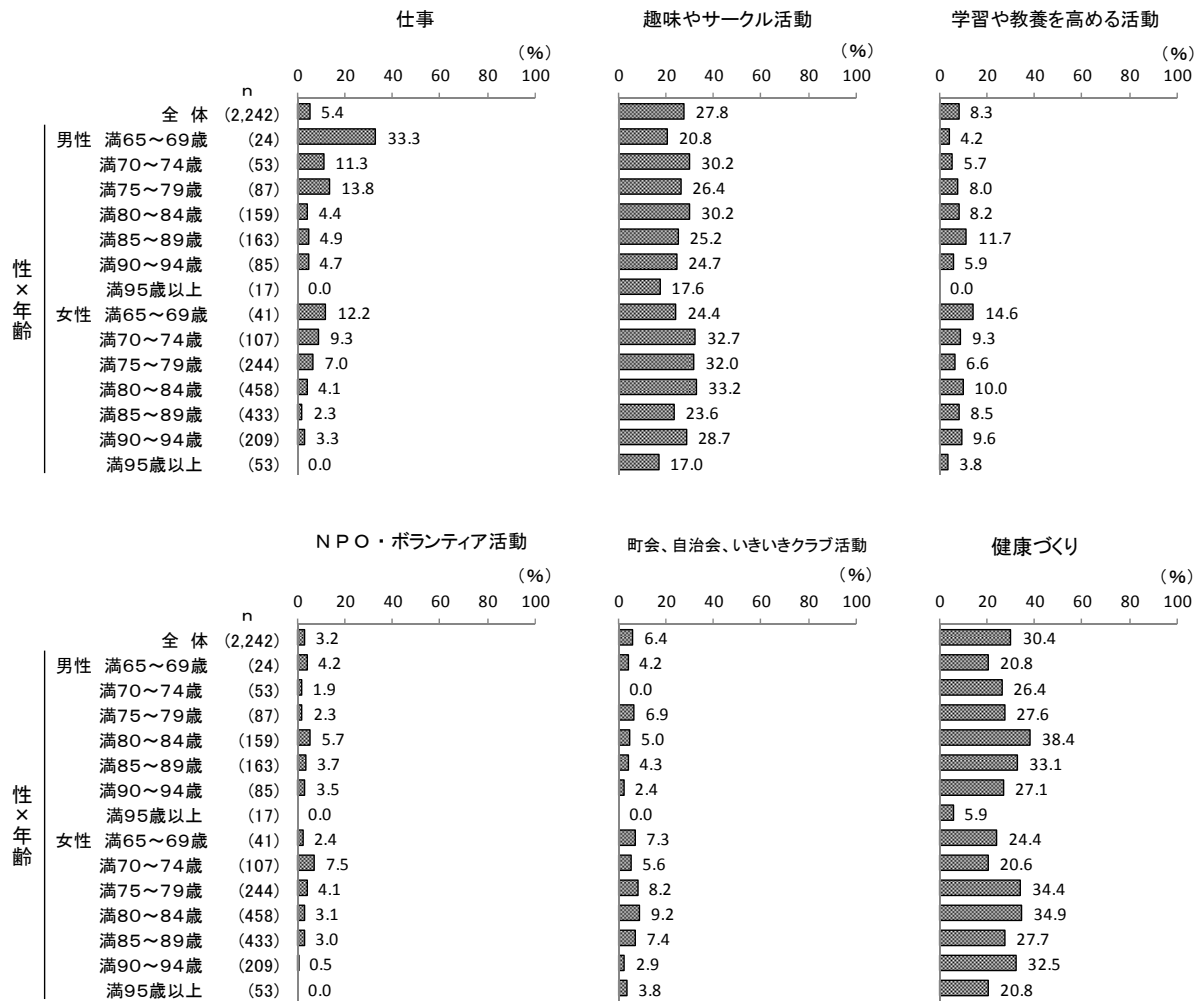 仕事 趣味やサークル活動 学習や教養を高める活動
(%) (%) (%)
0 20 40 60 80 100 0 20 40 60 80 100 0 20 40 60 80 100
n
全 体 (2,242) 5.4 27.8 8.3
男性 満65～69歳 (24) 33.3 20.8 4.2
満70～74歳 (53) 11.3 30.2 5.7
満75～79歳 (87) 13.8 26.4 8.0
満80～84歳 (159) 4.4 30.2 8.2
満85～89歳 (163) 4.9 25.2 11.7
満90～94歳 (85) 4.7 24.7 5.9
満95歳以上 (17) 0.0 17.6 0.0
女性 満65～69歳 (41) 12.2 24.4 14.6
満70～74歳 (107) 9.3 32.7 9.3
満75～79歳 (244) 7.0 32.0 6.6
満80～84歳 (458) 4.1 33.2 10.0
満85～89歳 (433) 2.3 23.6 8.5
満90～94歳 (209) 3.3 28.7 9.6
満95歳以上 (53) 0.0 17.0 3.8
性×年齢
NPO・ボランティア活動 町会、自治会、いきいきクラブ活動 健康づくり
(%) (%) (%)
0 20 40 60 80 100 0 20 40 60 80 100 0 20 40 60 80 100
n
全 体 (2,242) 3.2 6.4 30.4
男性 満65～69歳 (24) 4.2 4.2 20.8
満70～74歳 (53) 1.9 0.0 26.4
満75～79歳 (87) 2.3 6.9 27.6
満80～84歳 (159) 5.7 5.0 38.4
満85～89歳 (163) 3.7 4.3 33.1
満90～94歳 (85) 3.5 2.4 27.1
満95歳以上 (17) 0.0 0.0 5.9
女性 満65～69歳 (41) 2.4 7.3 24.4
満70～74歳 (107) 7.5 5.6 20.6
満75～79歳 (244) 4.1 8.2 34.4
満80～84歳 (458) 3.1 9.2 34.9
満85～89歳 (433) 3.0 7.4 27.7
満90～94歳 (209) 0.5 2.9 32.5
満95歳以上 (53) 0.0 3.8 20.8
性×年齢